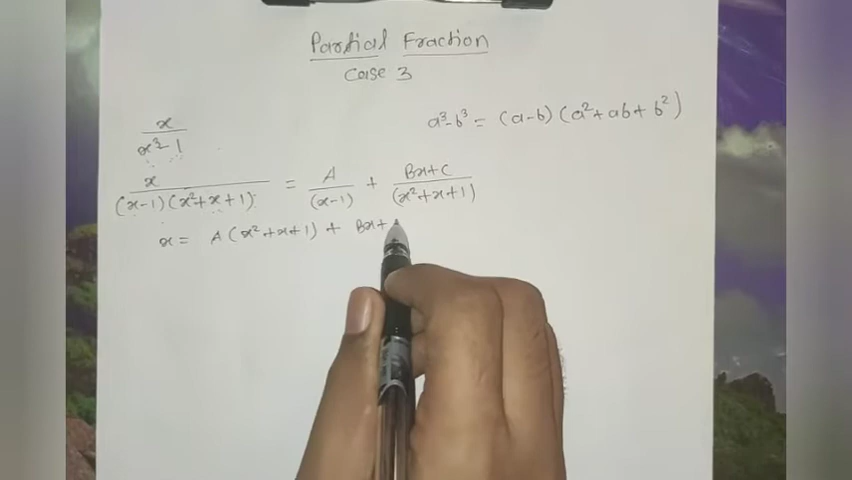 Partial Fraction
Case 3
a³-b³ = (a-b)(a²+ab+b²)
x/(x³-1)
x/((x-1)(x²+x+1)) = A/(x-1) + (Bx+C)/(x²+x+1)
x = A(x²+x+1) + Bx+